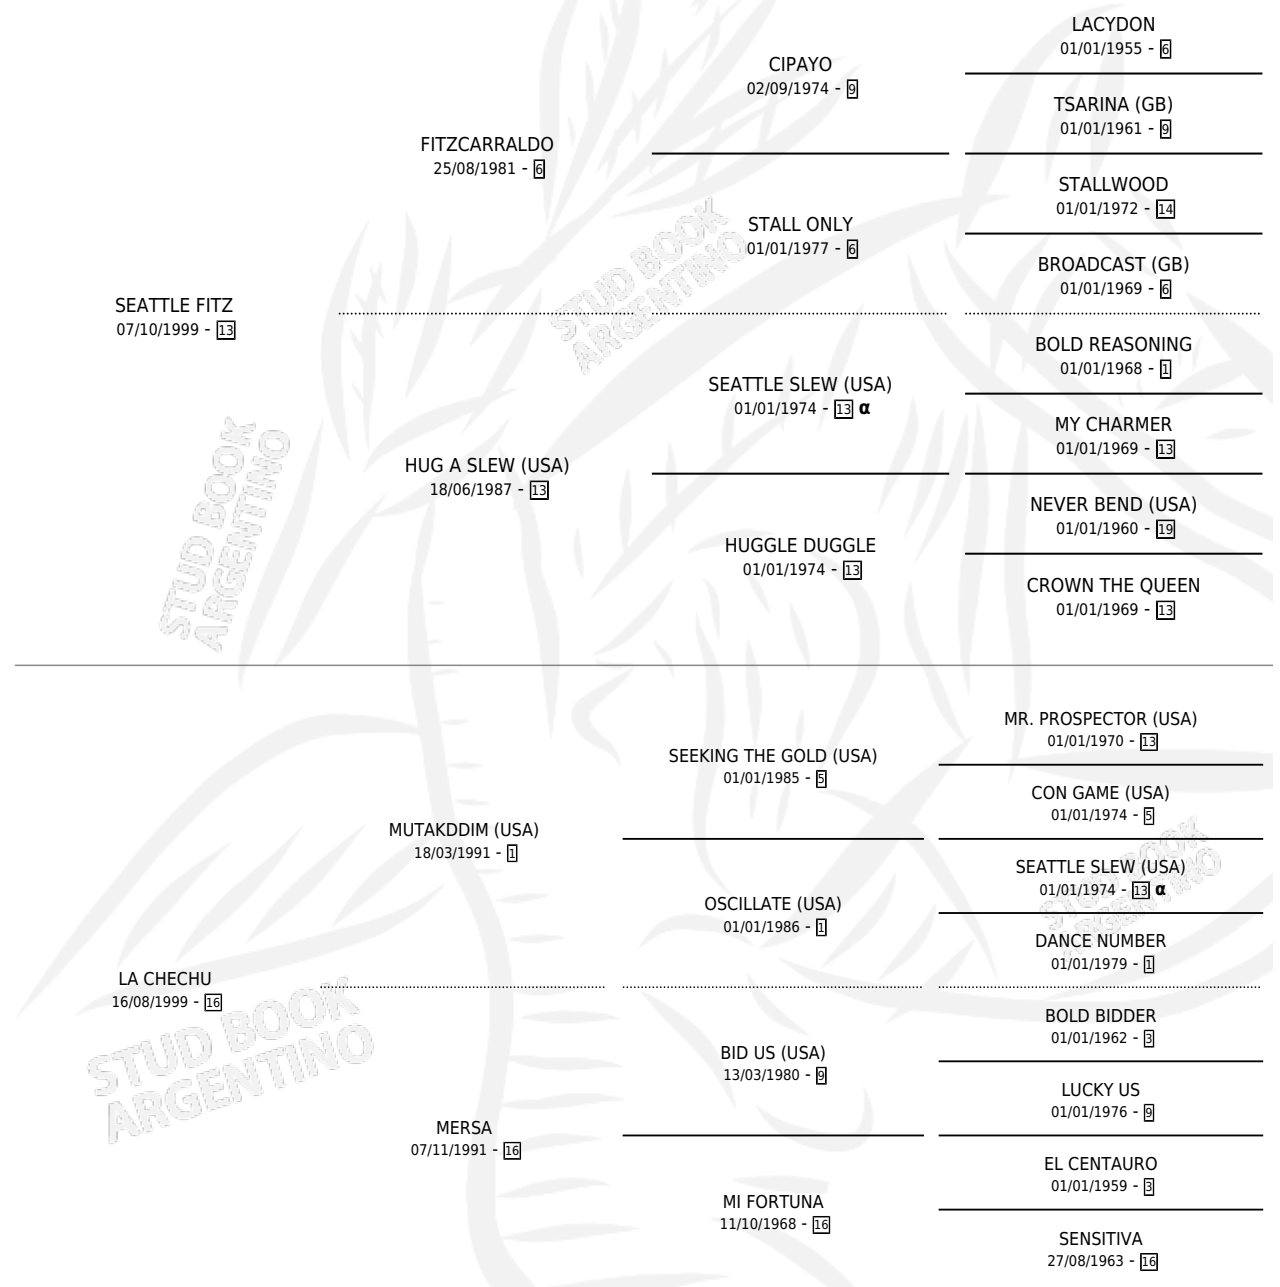 LACYDON
01/01/1955 - 6
CIPAYO
02/09/1974 - 9
TSARINA (GB)
01/01/1961 - 9
FITZCARRALDO
25/08/1981 - 6
STALLWOOD
01/01/1972 - 14
STALL ONLY
01/01/1977 - 6
BROADCAST (GB)
01/01/1969 - 6
SEATTLE FITZ
07/10/1999 - 13
BOLD REASONING
01/01/1968 - 1
SEATTLE SLEW (USA)
01/01/1974 - 13 α
MY CHARMER
01/01/1969 - 13
HUG A SLEW (USA)
18/06/1987 - 13
NEVER BEND (USA)
01/01/1960 - 19
HUGGLE DUGGLE
01/01/1974 - 13
CROWN THE QUEEN
01/01/1969 - 13
MR. PROSPECTOR (USA)
01/01/1970 - 13
SEEKING THE GOLD (USA)
01/01/1985 - 5
CON GAME (USA)
01/01/1974 - 5
MUTAKDDIM (USA)
18/03/1991 - 1
SEATTLE SLEW (USA)
01/01/1974 - 13 α
OSCILLATE (USA)
01/01/1986 - 1
DANCE NUMBER
01/01/1979 - 1
LA CHECHU
16/08/1999 - 16
BOLD BIDDER
01/01/1962 - 3
BID US (USA)
13/03/1980 - 9
LUCKY US
01/01/1976 - 9
MERSA
07/11/1991 - 16
EL CENTAURO
01/01/1959 - 3
MI FORTUNA
11/10/1968 - 16
SENSITIVA
27/08/1963 - 16
STUD BOOK
ARGENTINO
STUD BOOK
ARGENTINO
STUD BOOK
ARGENTINO
STUD BOOK
ARGENTINO